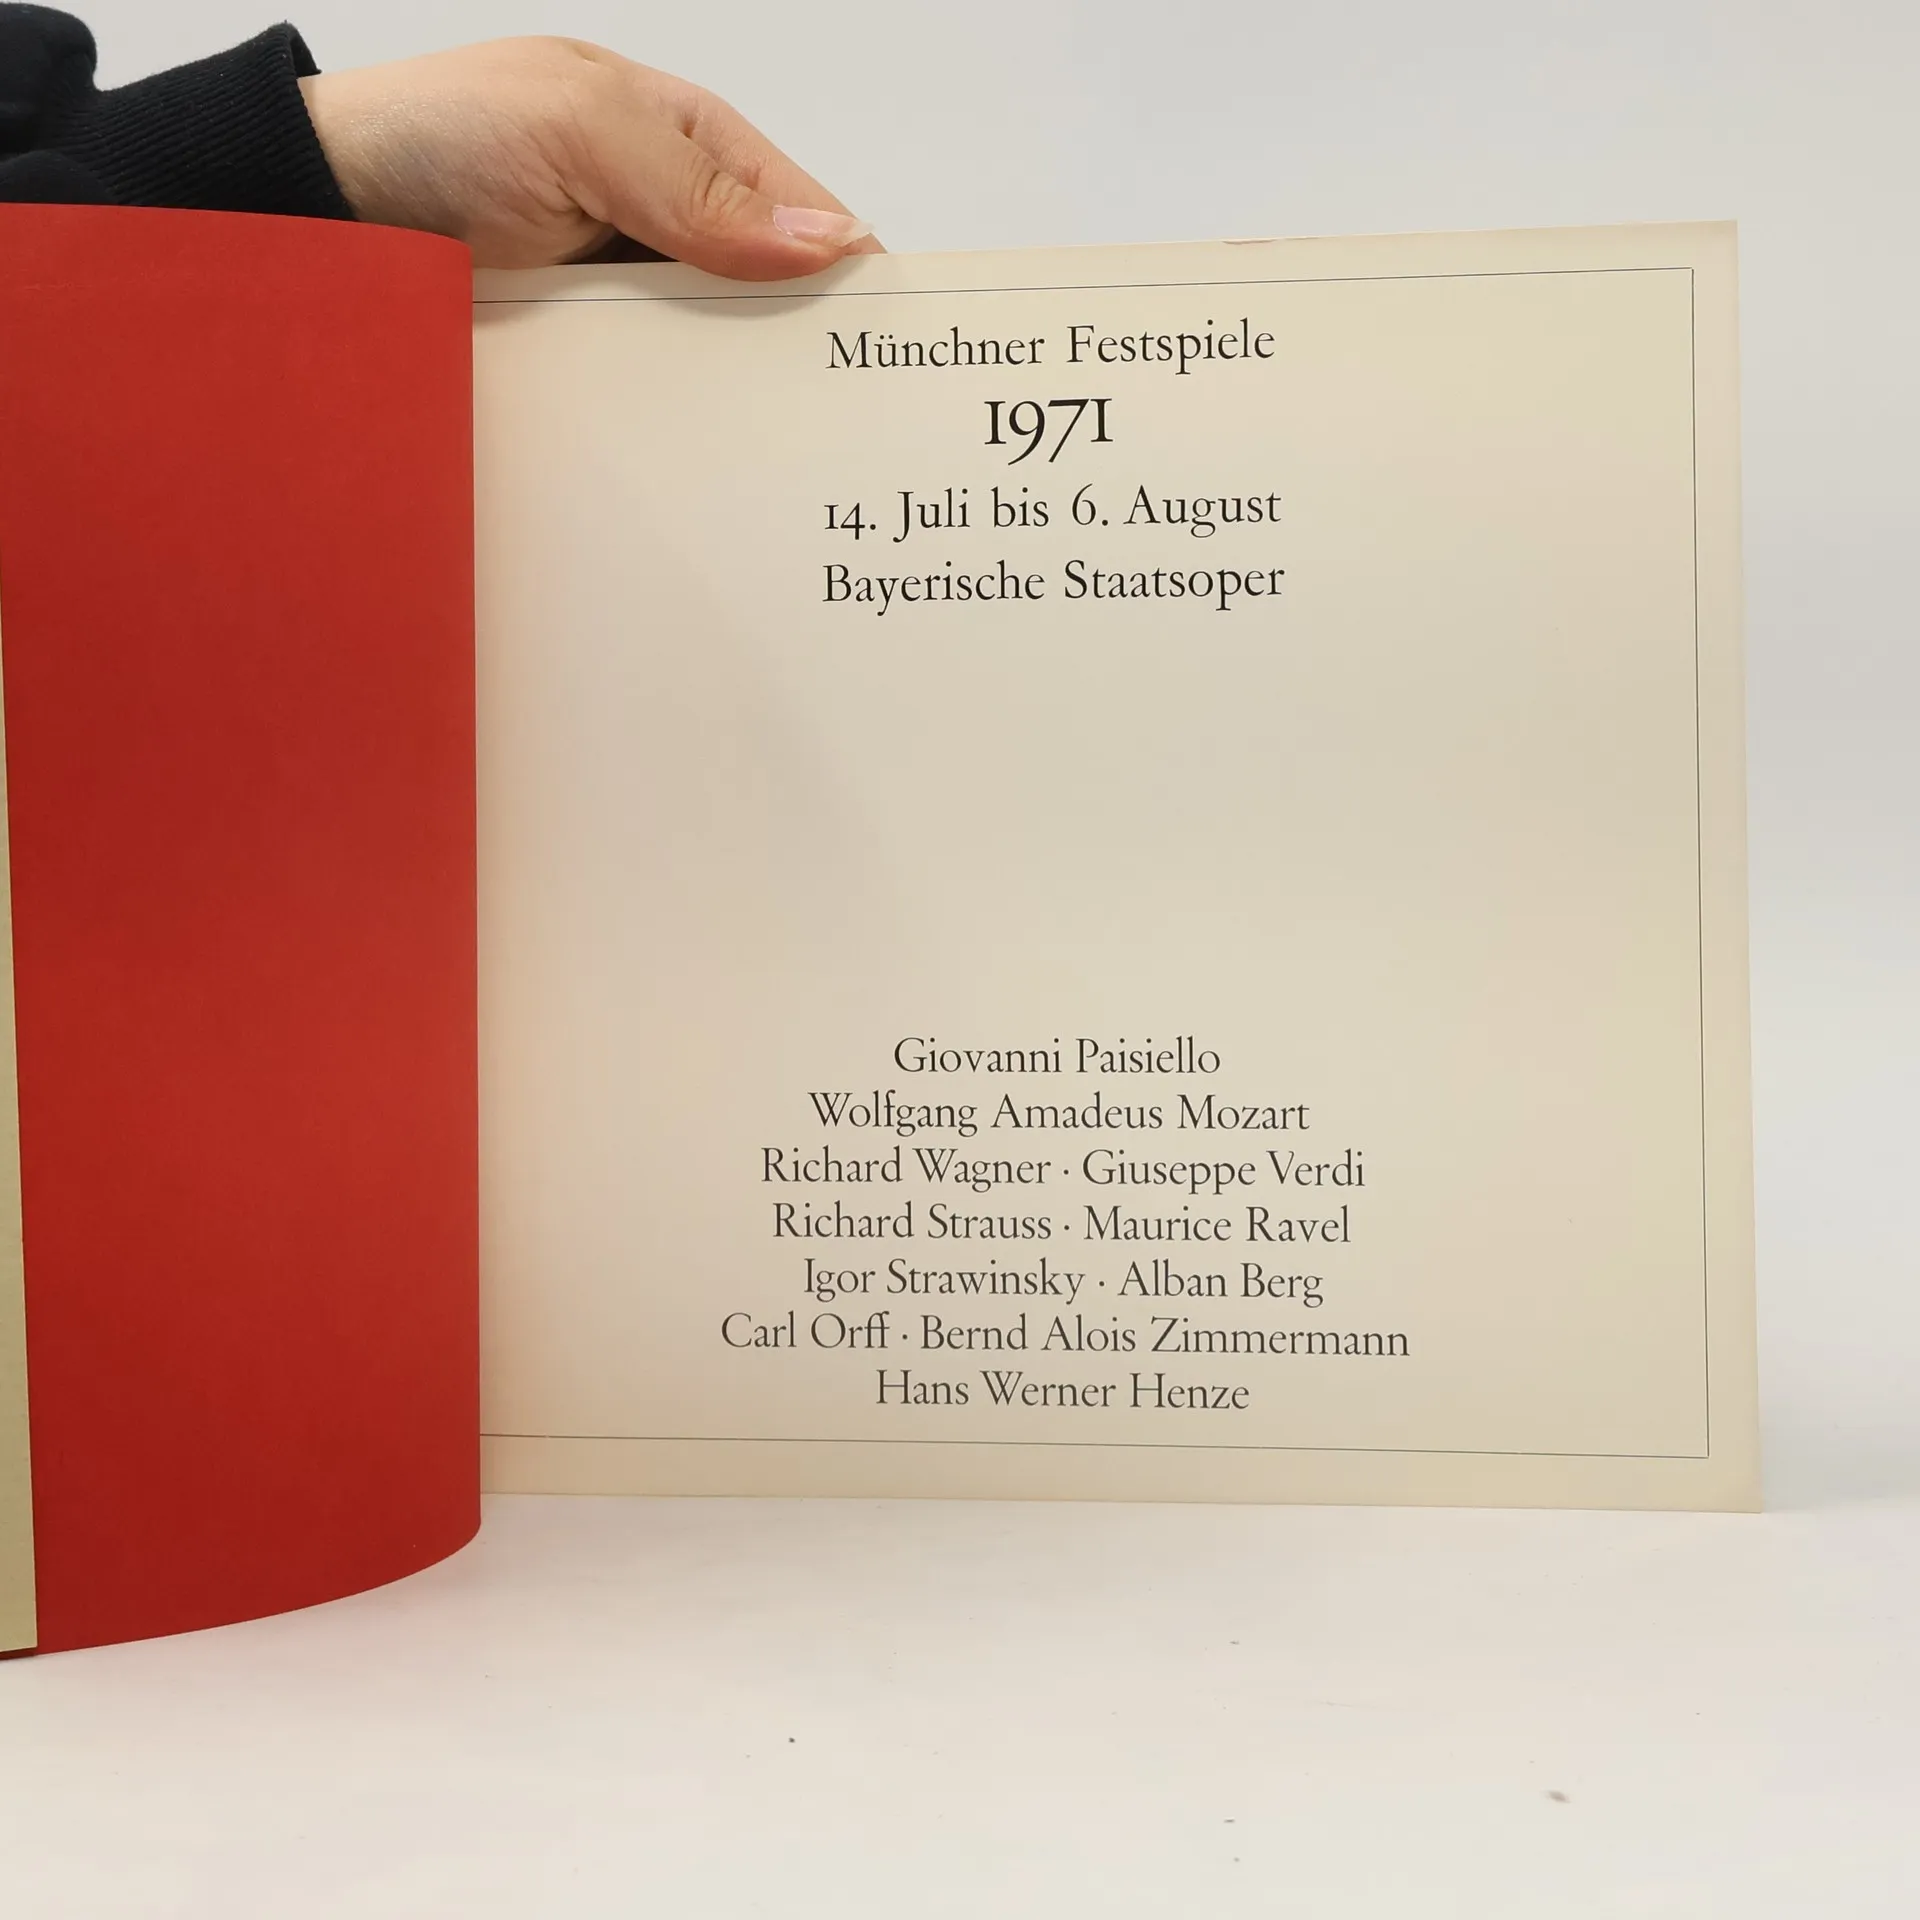 Münchner Festspiele
1971
14. Juli bis 6. August
Bayerische Staatsoper
Giovanni Paisiello
Wolfgang Amadeus Mozart
Richard Wagner · Giuseppe Verdi
Richard Strauss · Maurice Ravel
Igor Strawinsky · Alban Berg
Carl Orff · Bernd Alois Zimmermann
Hans Werner Henze